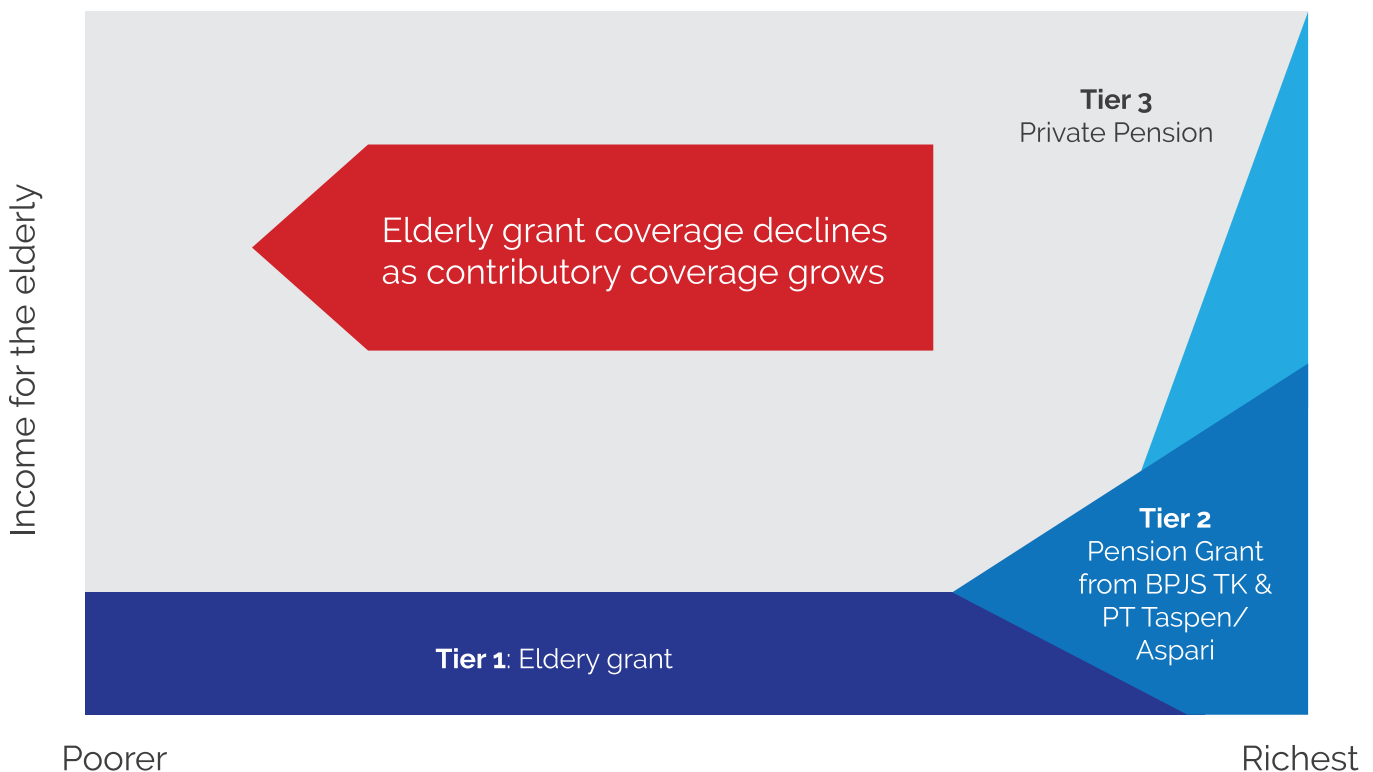 Income for the elderly
Tier 3
Private Pension
Elderly grant coverage declines
as contributory coverage grows
Tier 2
Pension Grant
from BPJS TK &
PT Taspen/
Aspari
Tier 1: Eldery grant
Poorer
Richest